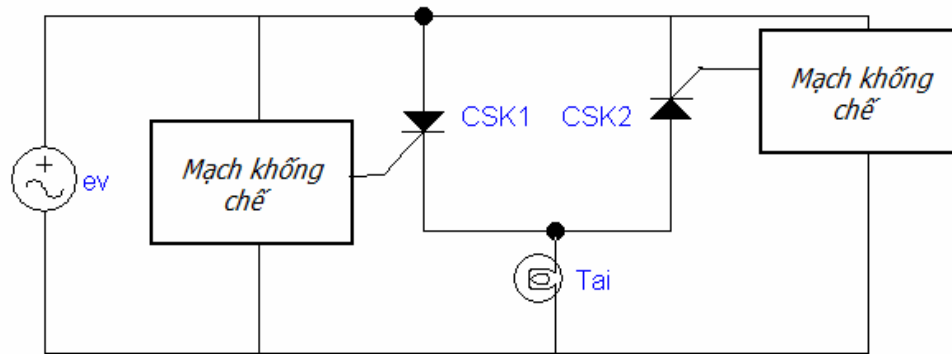 Mạch khống
chế
CSK1
CSK2
Mạch khống
chế
ev
Tai